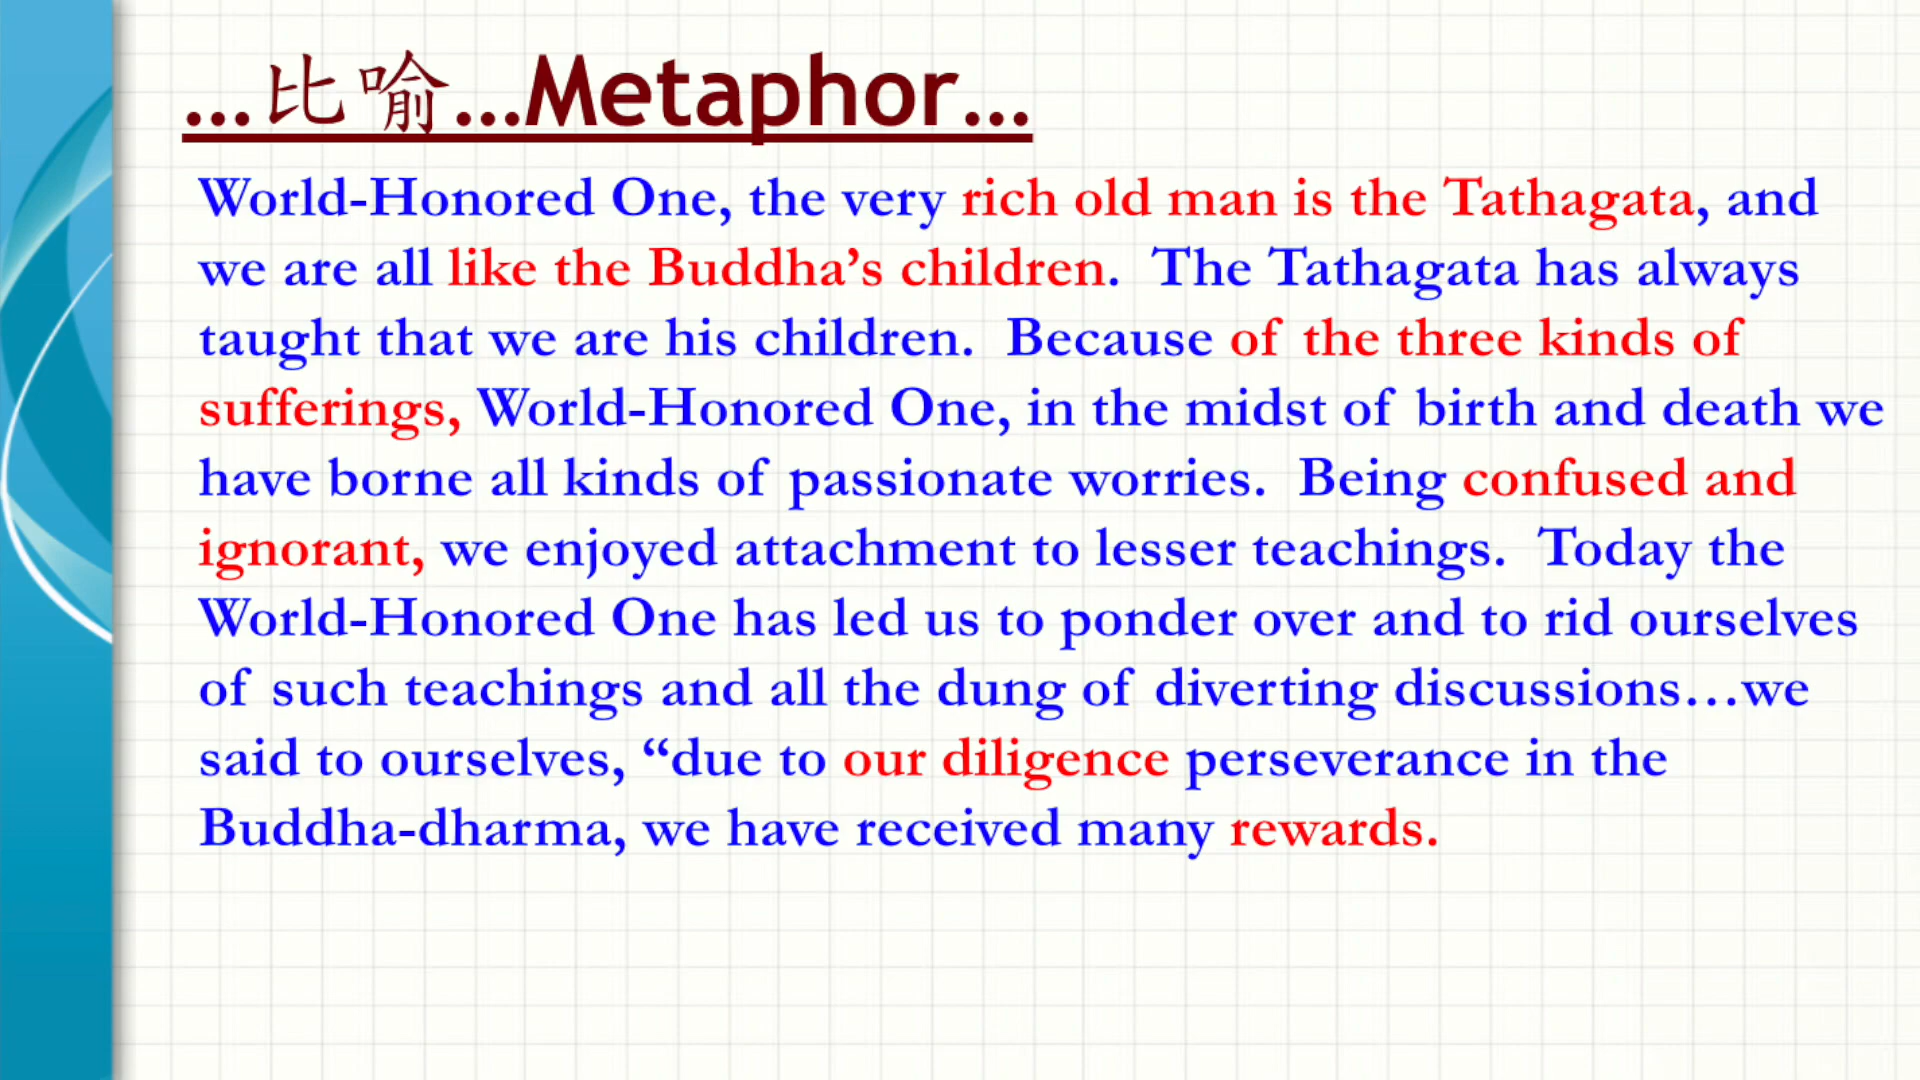 ...比喻...Metaphor...
World-Honored One, the very rich old man is the Tathagata, and
we are all like the Buddha’s children.  The Tathagata has always
taught that we are his children.  Because of the three kinds of
sufferings, World-Honored One, in the midst of birth and death we
have borne all kinds of passionate worries.  Being confused and
ignorant, we enjoyed attachment to lesser teachings.  Today the
World-Honored One has led us to ponder over and to rid ourselves
of such teachings and all the dung of diverting discussions…we
said to ourselves, “due to our diligence perseverance in the
Buddha-dharma, we have received many rewards.